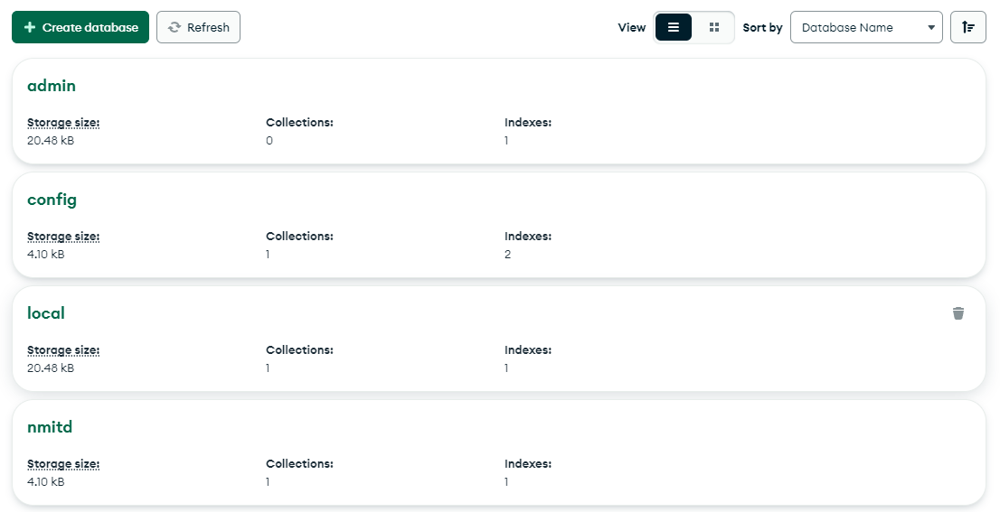 Create database Refresh View Sort by Database Name
admin
Storage size: Collections: Indexes:
20.48 kB 0 1
config
Storage size: Collections: Indexes:
4.10 kB 1 2
local
Storage size: Collections: Indexes:
20.48 kB 1 1
nmitd
Storage size: Collections: Indexes:
4.10 kB 1 1